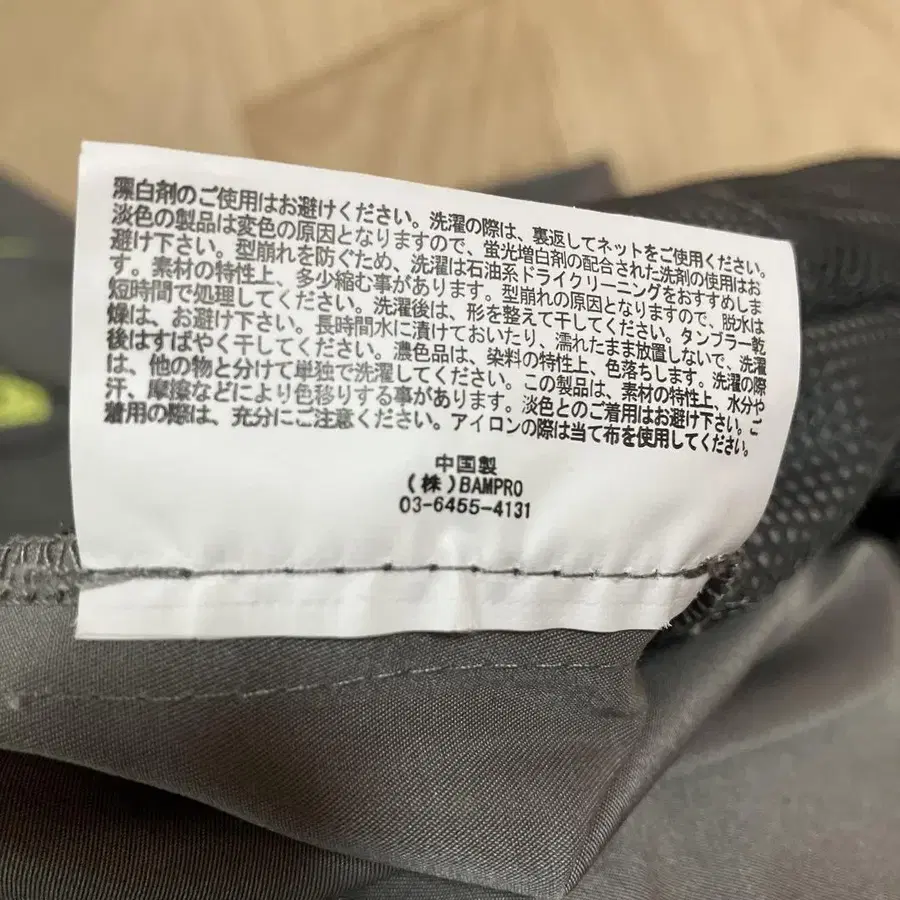 漂白剤のご使用はお避けください。洗濯の際は、裏返してネットをご使用ください。
淡色の製品は変色の原因となりますので、蛍光増白剤の配合された洗剤の使用はお
避け下さい。型崩れを防ぐため、洗濯は石油系ドライクリーニングをおすすめしま
す。素材の特性上、多少縮む事があります。型崩れの原因となりますので、脱水は
短時間で処理してください。洗濯後は、形を整えて干してください。タンブラー乾
燥は、お避け下さい。長時間水に漬けておいたり、濡れたまま放置しないで、洗濯
後はすばやく干してください。濃色品は、染料の特性上、色落ちします。洗濯の際
は、他の物と分けて単独で洗濯してください。この製品は、素材の特性上、水分や
汗、摩擦などにより色移りする事があります。淡色とのご着用はお避け下さい。ご
着用の際は、充分にご注意ください。アイロンの際は当て布を使用してください。
中国製
(株)BAMPRO
03-6455-4131